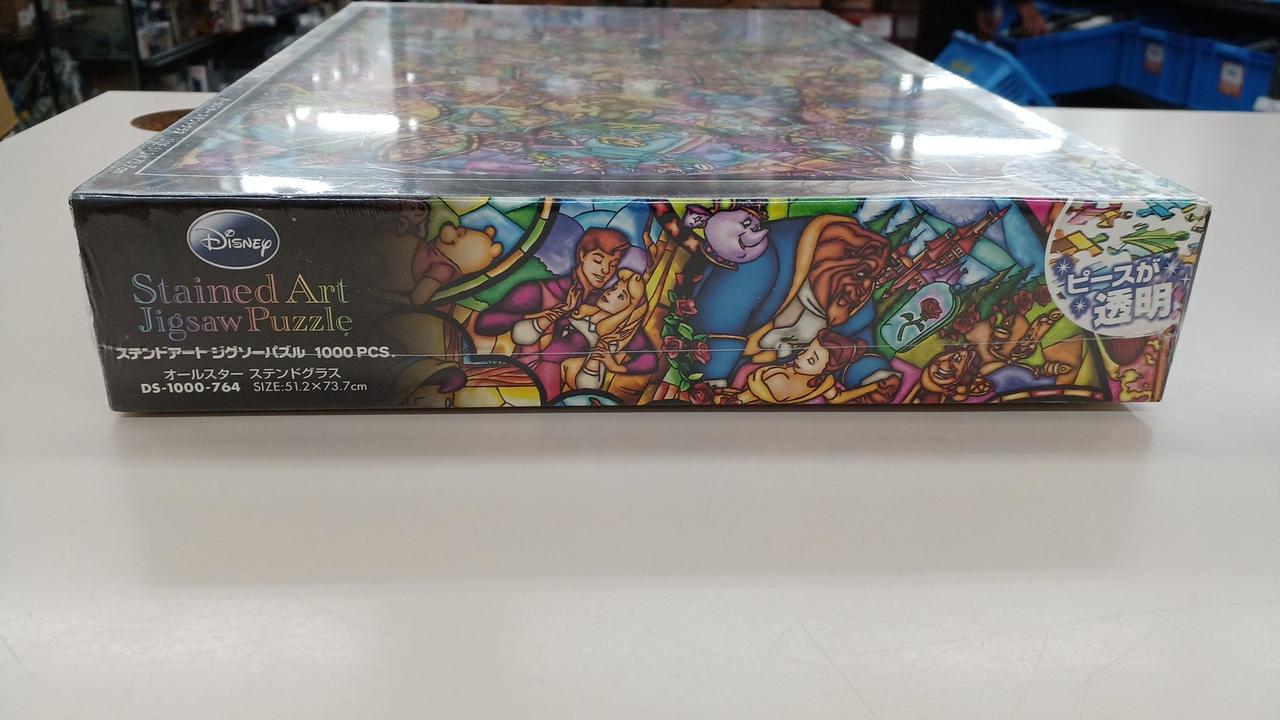 Disney
Stained Art
Jigsaw Puzzle
ステンドアート ジグソーパズル 1000 PCS.
オールスター ステンドグラス
DS-1000-764 SIZE:51.2×73.7cm
ピースが
透明